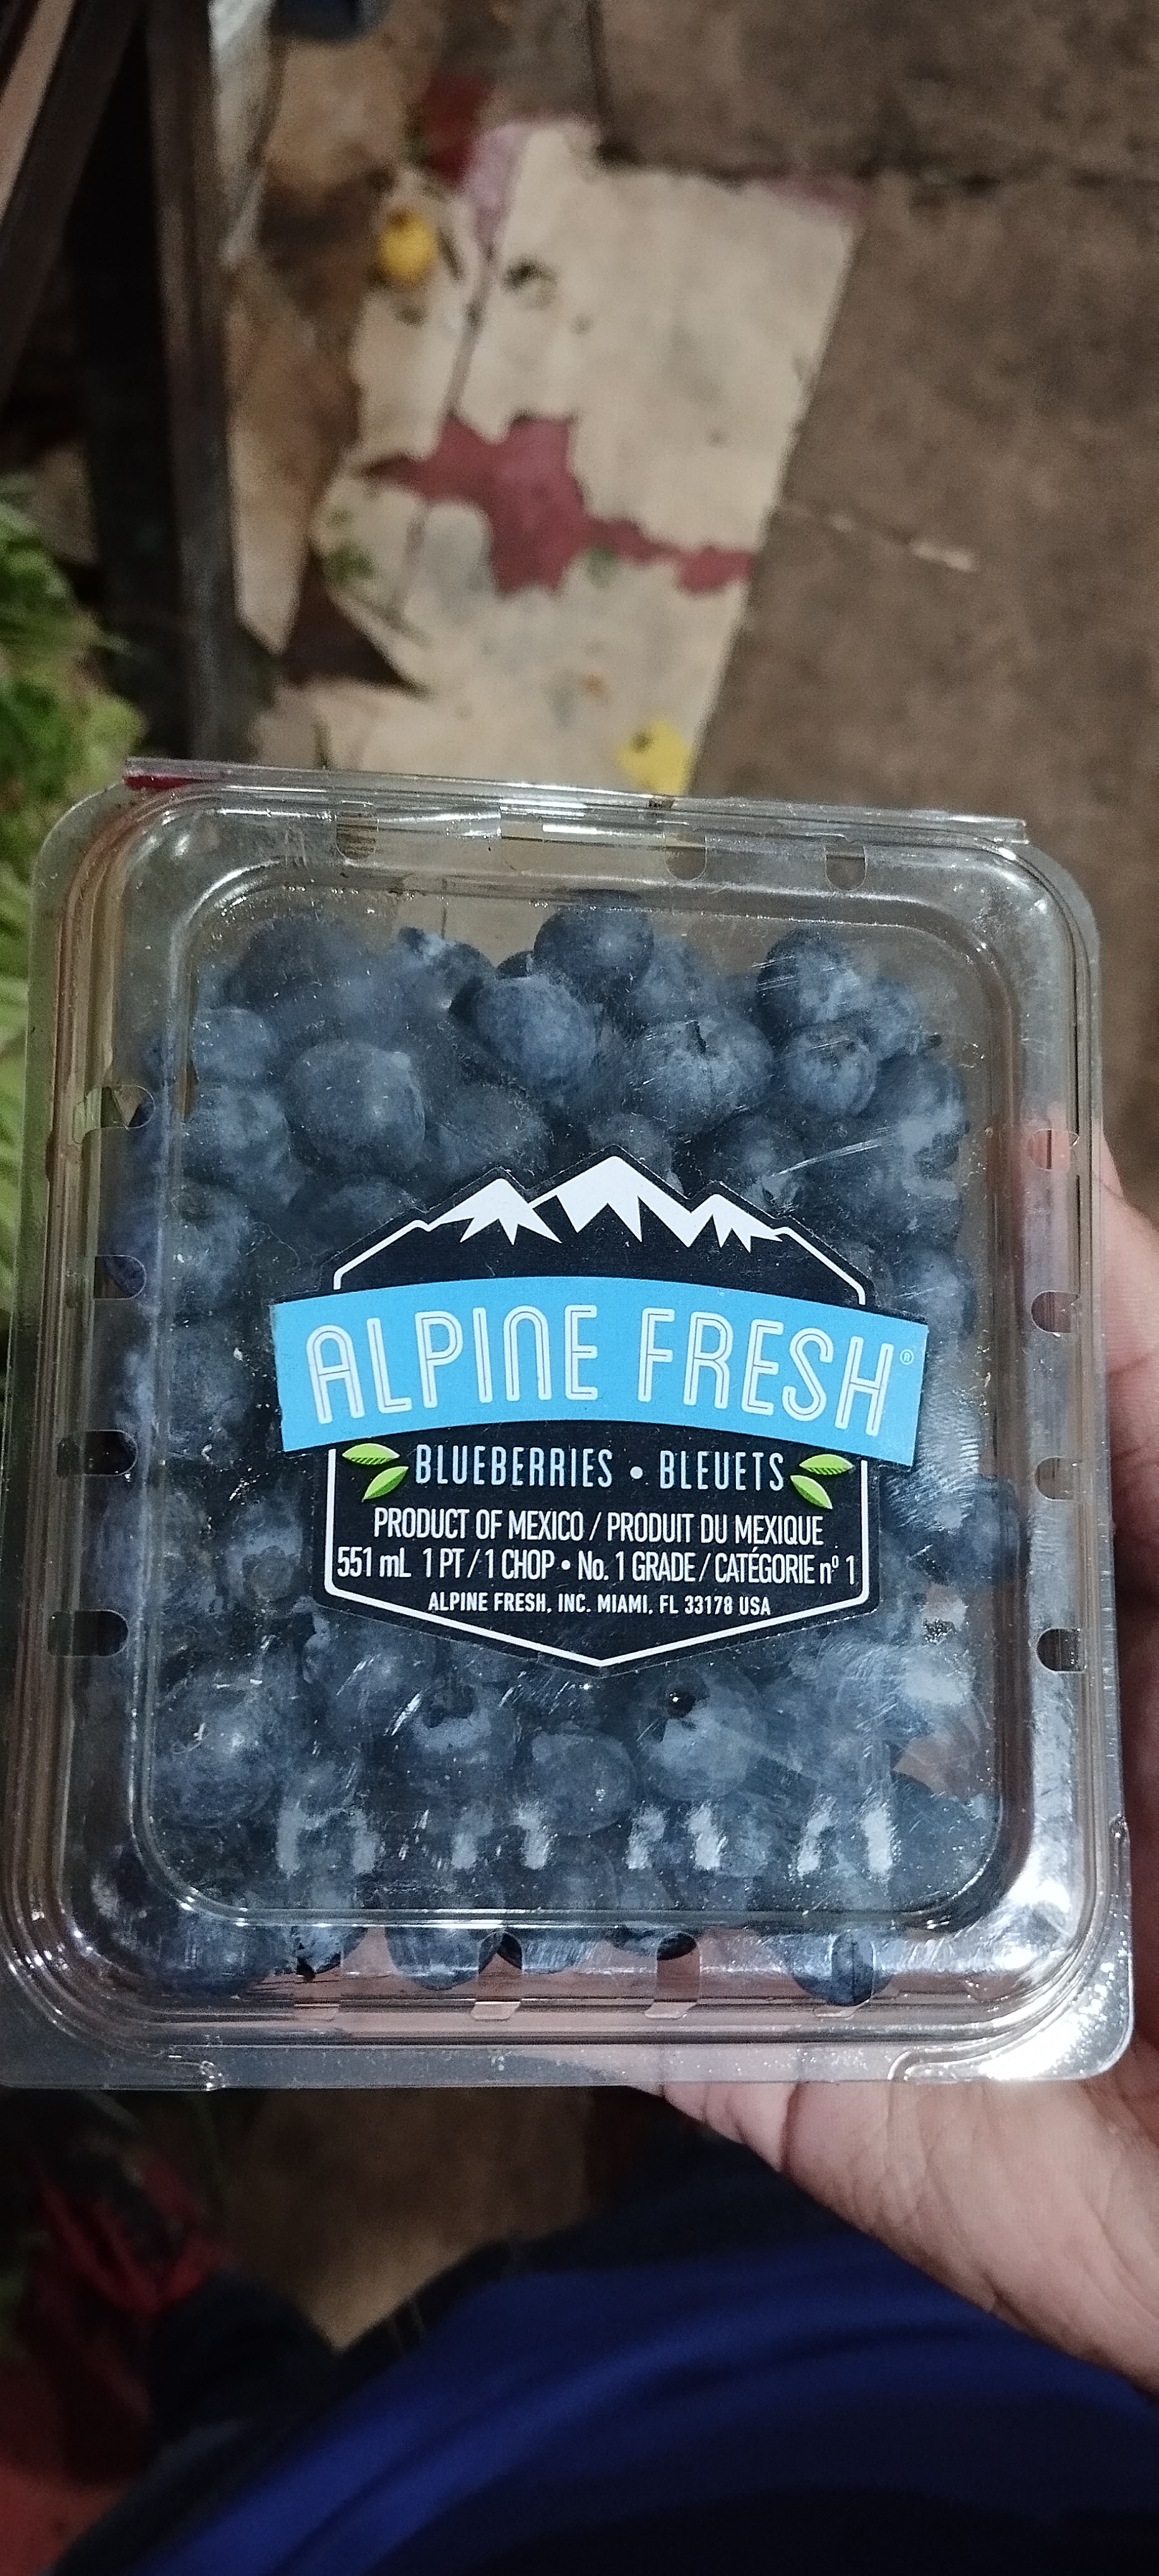 ALPINE FRESH®
BLUEBERRIES • BLEUETS
PRODUCT OF MEXICO / PRODUIT DU MEXIQUE
551 mL 1 PT / 1 CHOP • No. 1 GRADE / CATÉGORIE nº 1
ALPINE FRESH, INC. MIAMI, FL 33178 USA